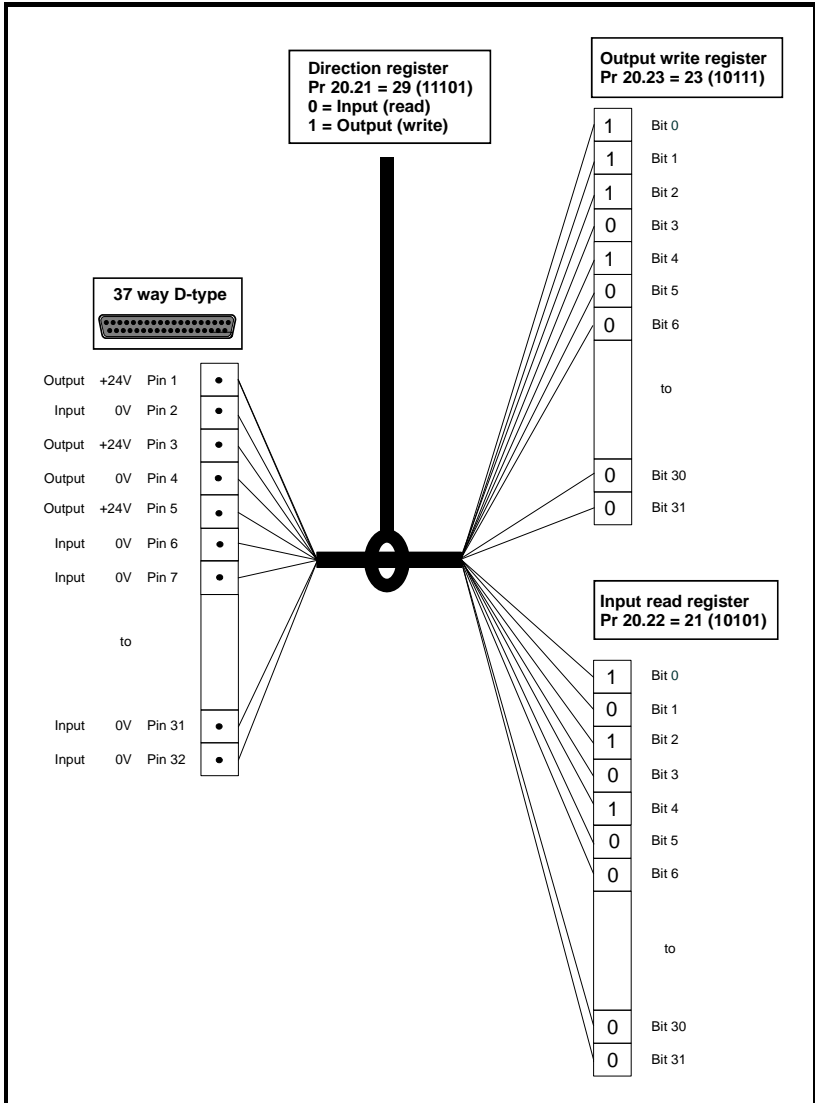 Direction register
Pr 20.21 = 29 (11101)
0 = Input (read)
1 = Output (write)
Output write register
Pr 20.23 = 23 (10111)
1 Bit 0
1 Bit 1
1 Bit 2
0 Bit 3
1 Bit 4
0 Bit 5
0 Bit 6
to
0 Bit 30
0 Bit 31
37 way D-type
Output +24V Pin 1
Input 0V Pin 2
Output +24V Pin 3
Output 0V Pin 4
Output +24V Pin 5
Input 0V Pin 6
Input 0V Pin 7
to
Input 0V Pin 31
Input 0V Pin 32
Input read register
Pr 20.22 = 21 (10101)
1 Bit 0
0 Bit 1
1 Bit 2
0 Bit 3
1 Bit 4
0 Bit 5
0 Bit 6
to
0 Bit 30
0 Bit 31